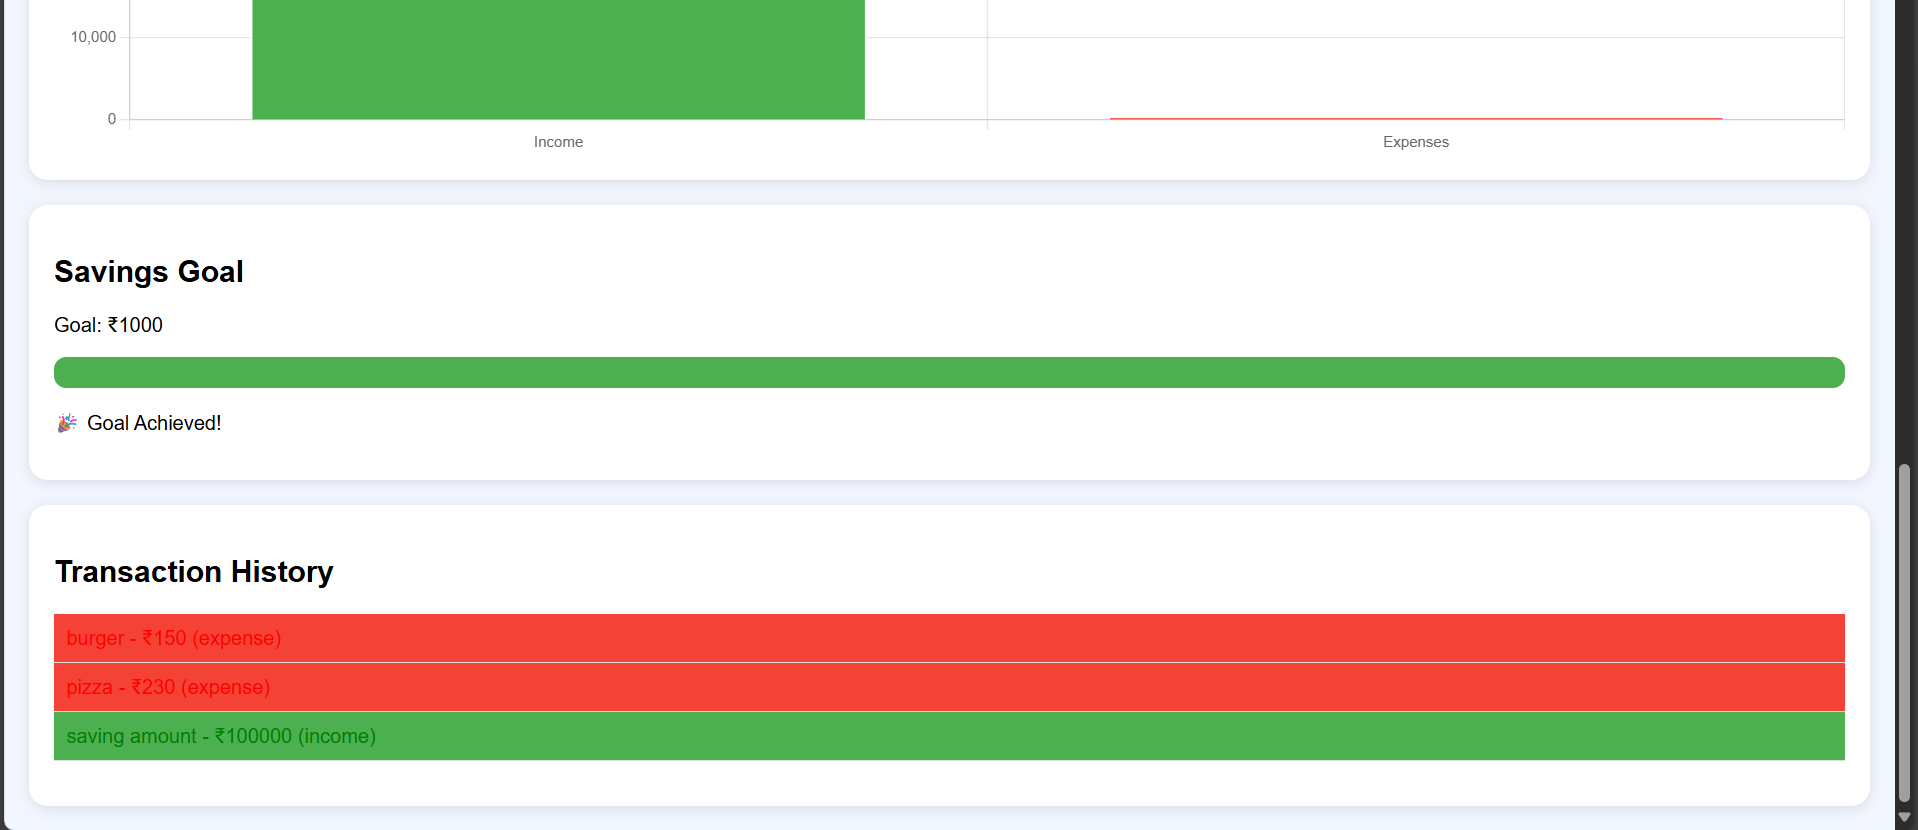 10,000
0
Income
Expenses
Savings Goal
Goal: ₹1000
🎉 Goal Achieved!
Transaction History
burger - ₹150 (expense)
pizza - ₹230 (expense)
saving amount - ₹100000 (income)